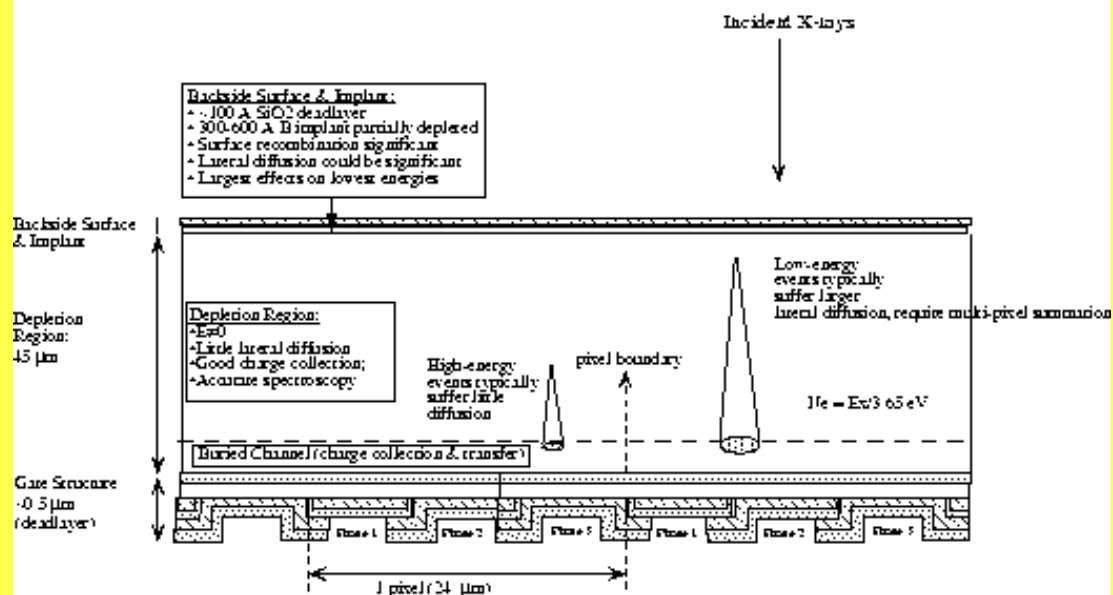 Incident X-rays
Backside Surface & Implant:
• ~100 A SiO2 deadlayer
• 300-600 A B implant partially depleted
• Surface recombination significant
• Lateral diffusion could be significant
• Largest effects on lowest energies
Backside Surface
& Implant
Low-energy
events typically
suffer larger
lateral diffusion, require multi-pixel summation
Depletion
Region:
45 µm
Depletion Region:
•E≠0
•Little lateral diffusion
•Good charge collection;
•Accurate spectroscopy
High-energy
events typically
suffer little
diffusion
pixel boundary
Ne = Ex/3.65 eV
Buried Channel (charge collection & transfer)
Gate Structure
~0.5 µm
(deadlayer)
Phase 1
Phase 2
Phase 3
Phase 1
Phase 2
Phase 3
1 pixel (24 µm)